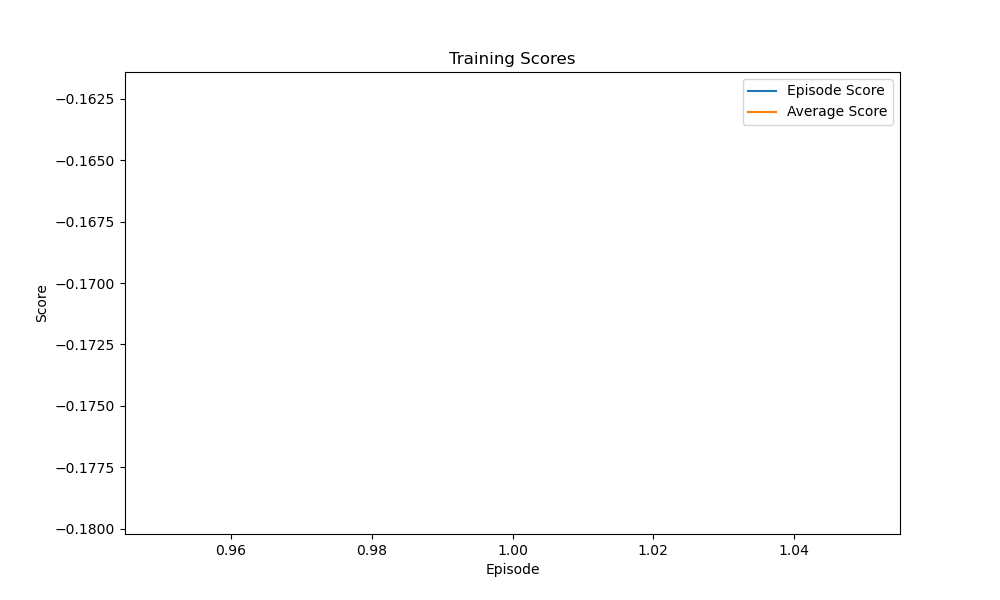 Training Scores
Episode Score
Average Score
−0.1625
−0.1650
−0.1675
−0.1700
−0.1725
−0.1750
−0.1775
−0.1800
Score
0.96 0.98 1.00 1.02 1.04
Episode